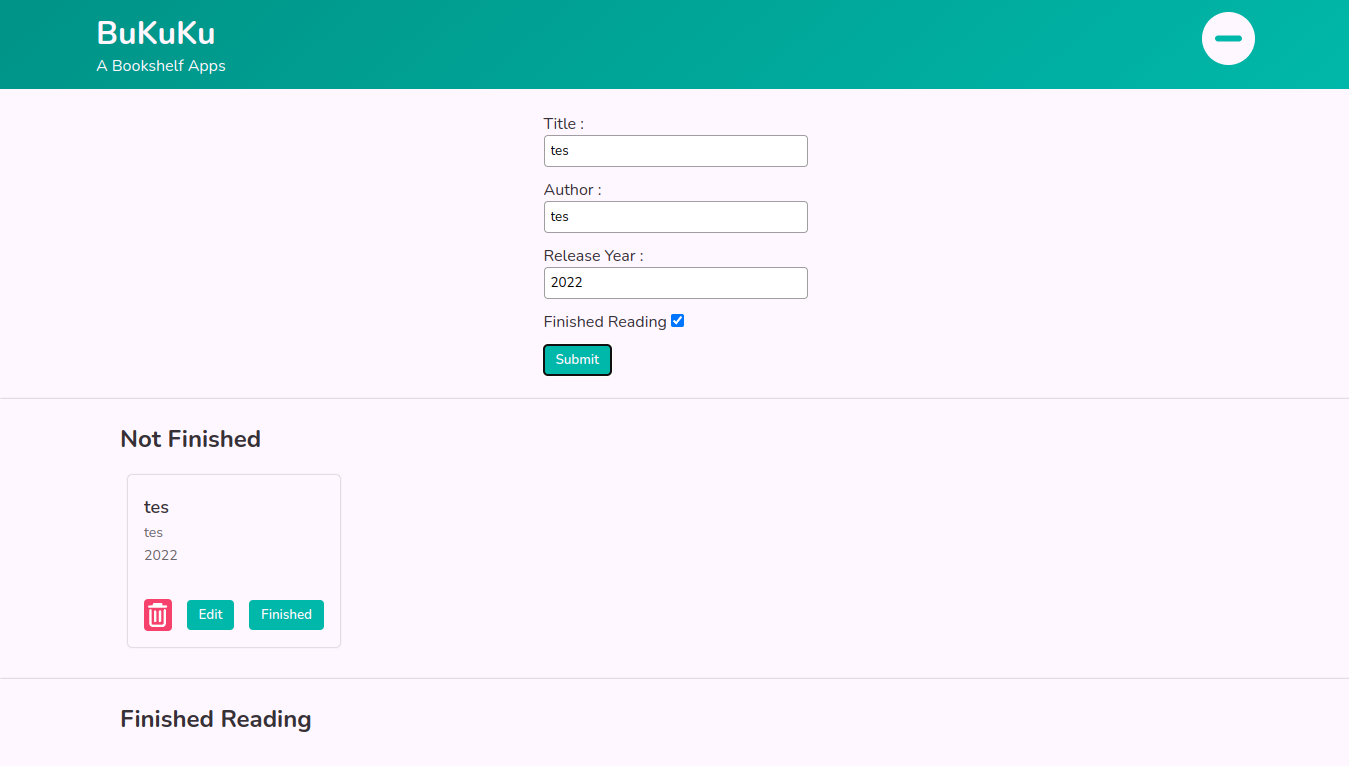 BuKuKu
A Bookshelf Apps
Title :
tes
Author :
tes
Release Year :
2022
Finished Reading
Submit
Not Finished
tes
tes
2022
Edit Finished
Finished Reading